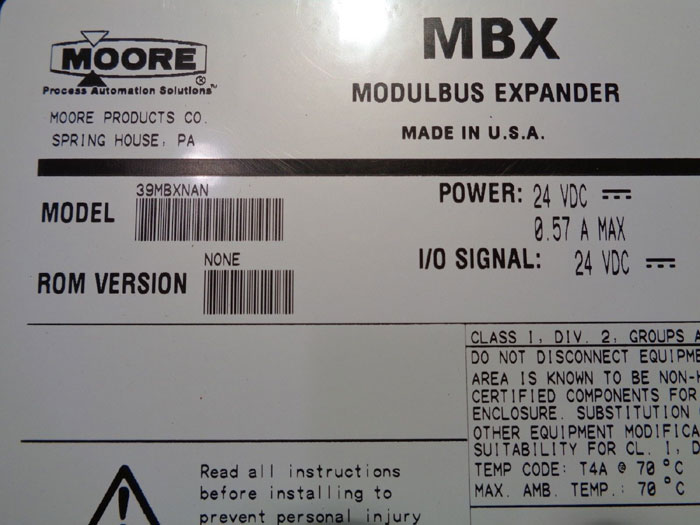 MOORE
®
Process Automation Solutions™
MOORE PRODUCTS CO.
SPRING HOUSE, PA
MBX
MODULBUS EXPANDER
MADE IN U.S.A.
39MBXNAN
MODEL
POWER: 24 VDC
0.57 A MAX
NONE
ROM VERSION
I/O SIGNAL: 24 VDC
CLASS I, DIV. 2, GROUPS A
DO NOT DISCONNECT EQUIPME
AREA IS KNOWN TO BE NON-H
CERTIFIED COMPONENTS FOR
ENCLOSURE. SUBSTITUTION
OTHER EQUIPMENT MODIFICA
SUITABILITY FOR CL. I, D
TEMP CODE: T4A @ 70°C
MAX. AMB. TEMP.: 70°C
Read all instructions
before installing to
prevent personal injury